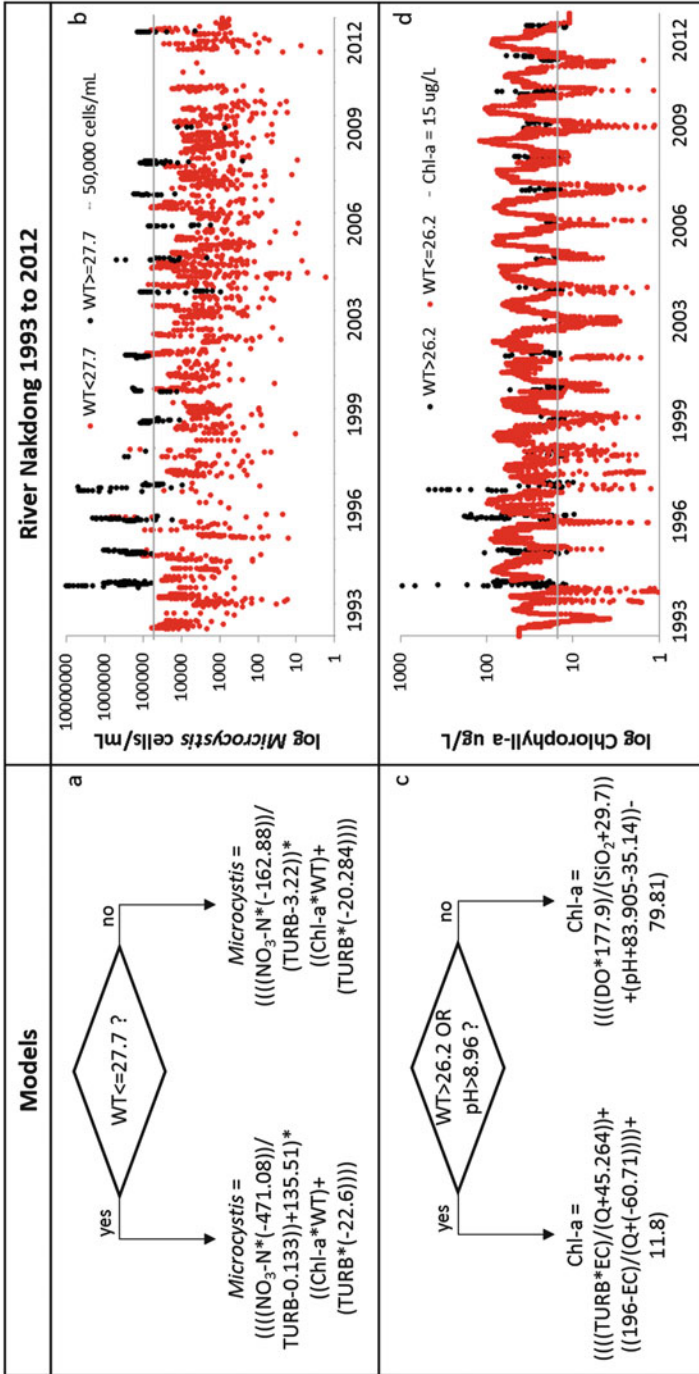 Models
River Nakdong 1993 to 2012
a
WT<=27.7 ?
yes
no
Microcystis =
((((NO₃-N*(-471.08))/
TURB-0.133))+135.51)*
((Chl-a*WT)+
(TURB*(-22.6))))
Microcystis =
((((NO₃-N*(-162.88))/
(TURB-3.22))*
((Chl-a*WT)+
(TURB*(-20.284))))
b
WT<27.7 WT>=27.7 -- 50,000 cells/mL
log Microcystis cells/mL
10000000
1000000
100000
10000
1000
100
10
1
1993 1996 1999 2003 2006 2009 2012
c
WT>26.2 OR
pH>8.96 ?
yes
no
Chl-a =
((((TURB*EC)/(Q+45.264))+
((196-EC)/(Q+(-60.71))))+
11.8)
Chl-a =
((((DO*177.9)/(SiO₂+29.7))
+(pH+83.905-35.14))-
79.81)
d
WT>26.2 WT<=26.2 - Chl-a = 15 ug/L
log Chlorophyll-a ug/L
1000
100
10
1
1993 1996 1999 2003 2006 2009 2012